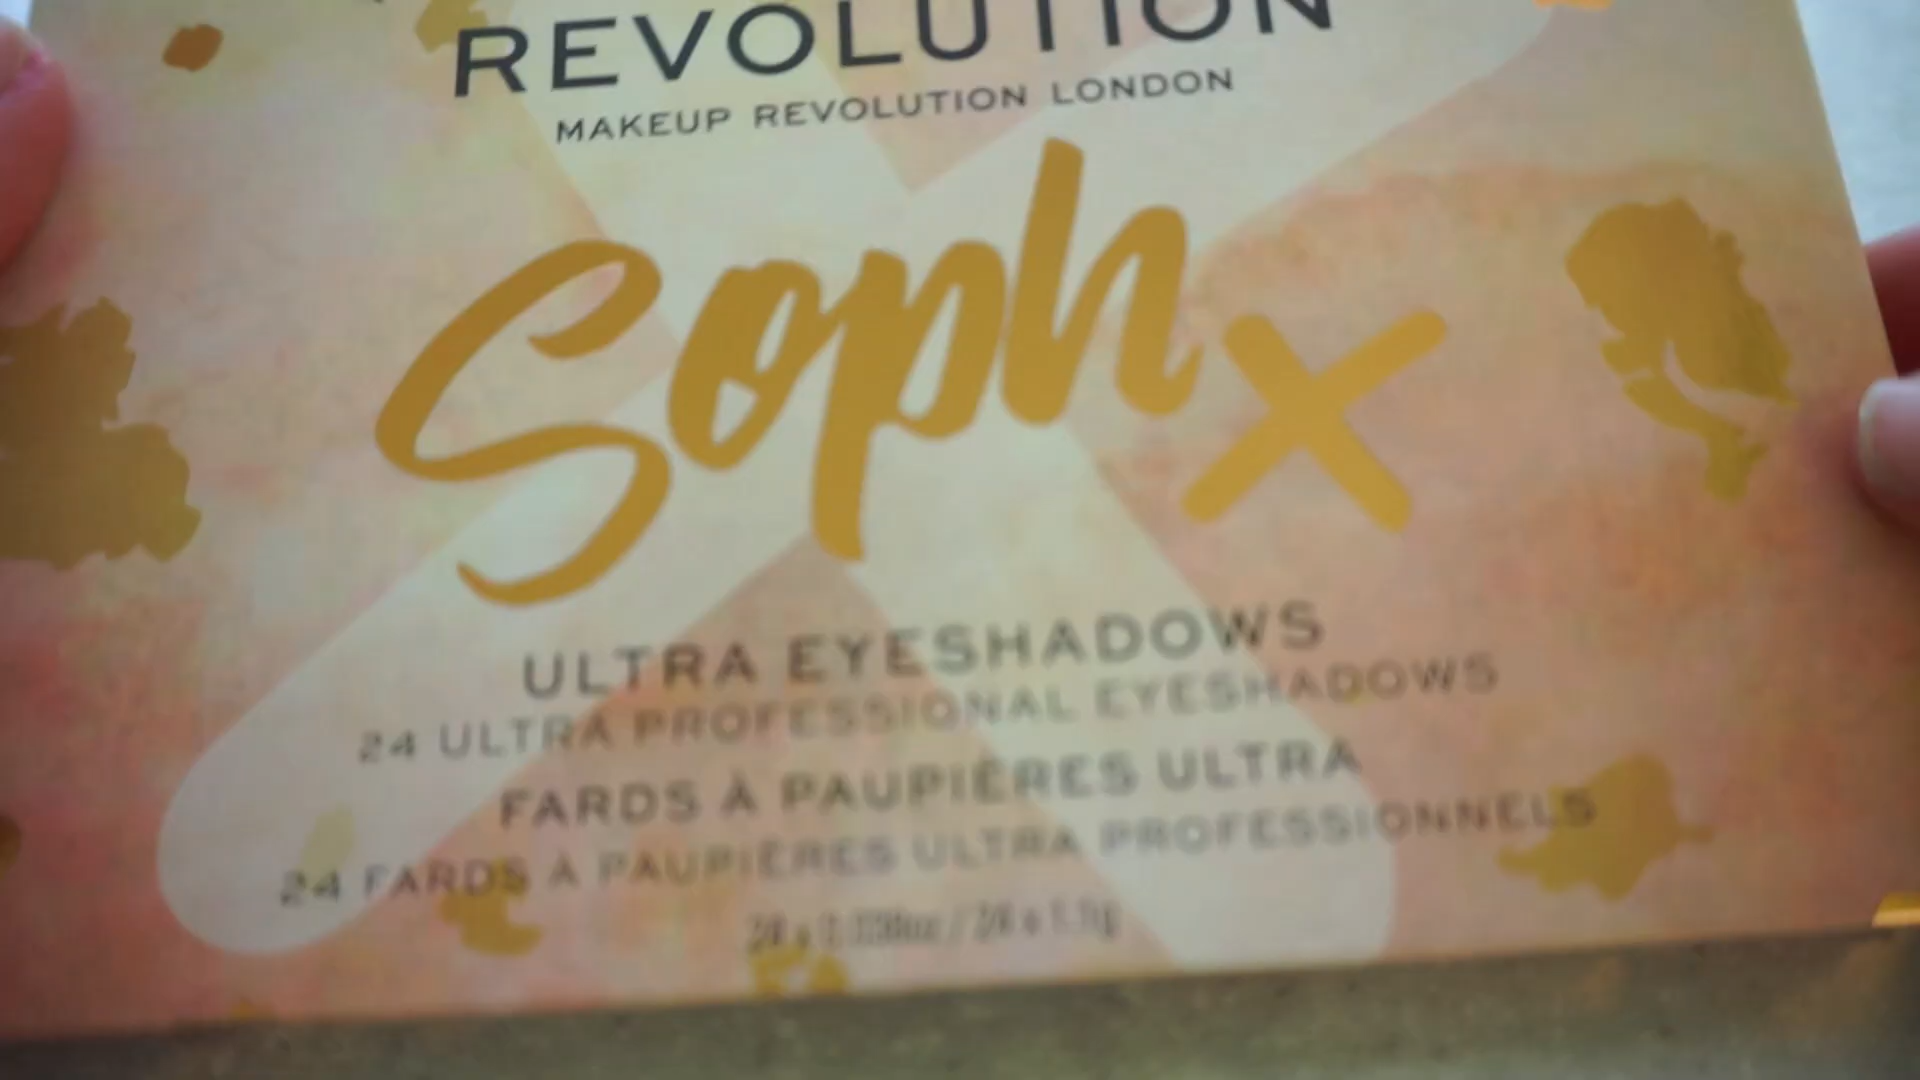 REVOLUTION
MAKEUP REVOLUTION LONDON
Soph X
ULTRA EYESHADOWS
24 ULTRA PROFESSIONAL EYESHADOWS
FARDS À PAUPIÈRES ULTRA
24 FARDS À PAUPIÈRES ULTRA PROFESSIONNELS